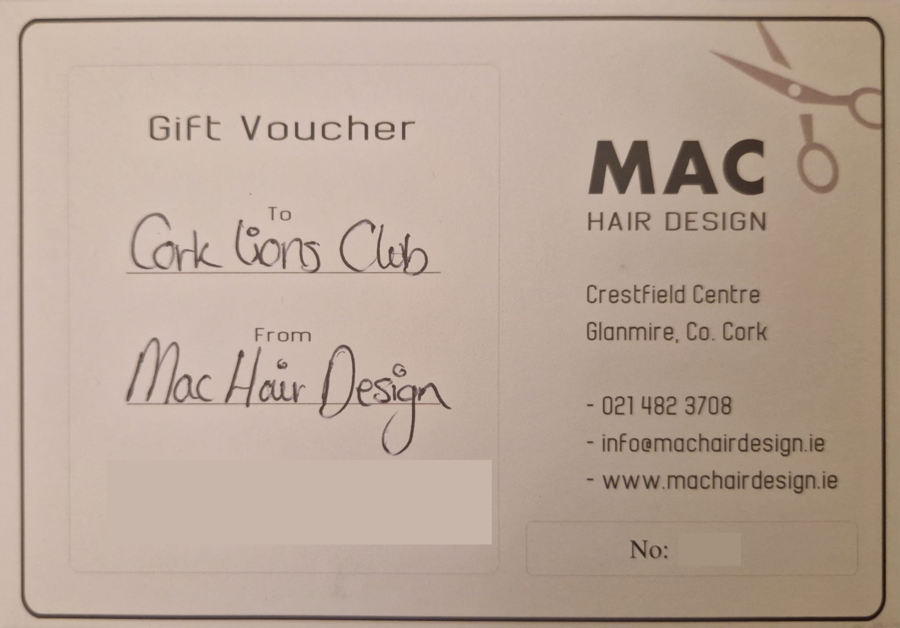 Gift Voucher
To
Cork Lions Club
From
Mac Hair Design
MAC
HAIR DESIGN
Crestfield Centre
Glanmire, Co. Cork
- 021 482 3708
- info@machairdesign.ie
- www.machairdesign.ie
No: